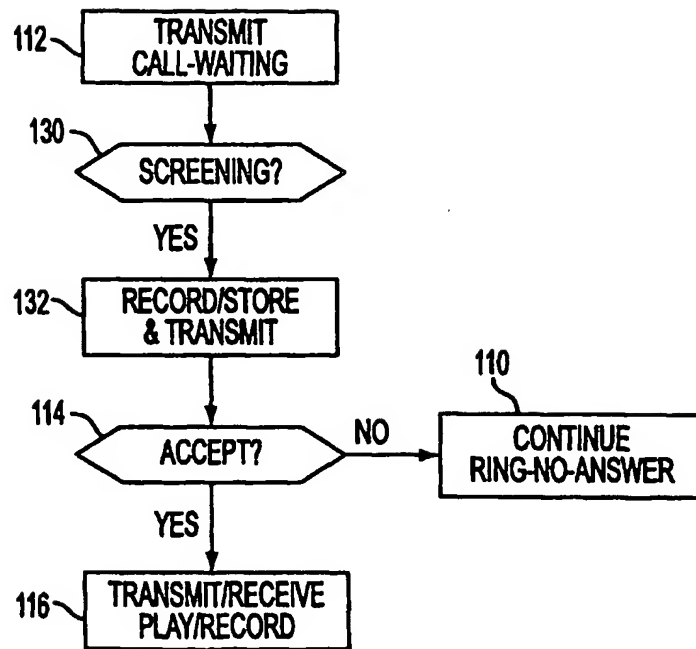 112
TRANSMIT
CALL-WAITING
130
SCREENING?
YES
132
RECORD/STORE
& TRANSMIT
114
ACCEPT?
NO
110
CONTINUE
RING-NO-ANSWER
YES
116
TRANSMIT/RECEIVE
PLAY/RECORD